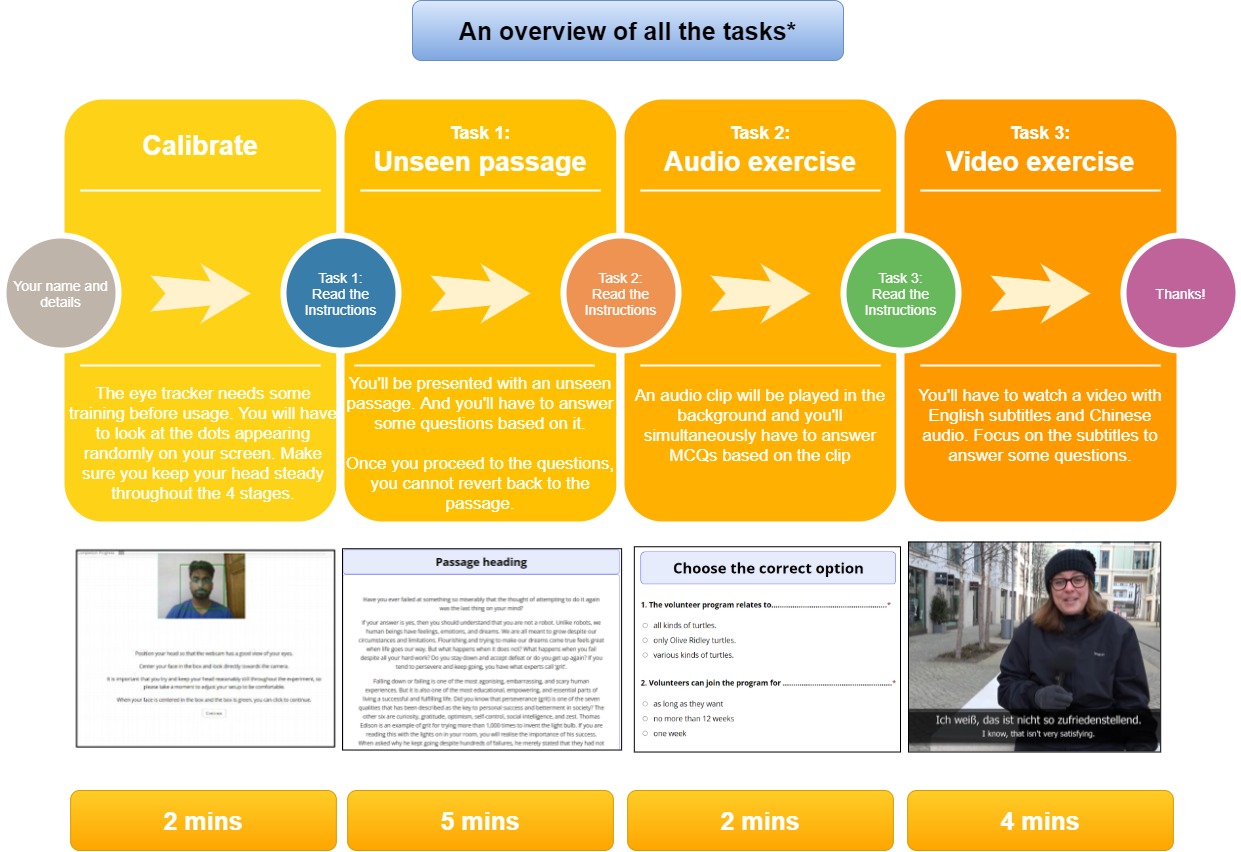 An overview of all the tasks*
Calibrate
Task 1:
Unseen passage
Task 2:
Audio exercise
Task 3:
Video exercise
Your name and
details
Task 1:
Read the
Instructions
Task 2:
Read the
Instructions
Task 3:
Read the
Instructions
Thanks!
The eye tracker needs some
training before usage. You will have
to look at the dots appearing
randomly on your screen. Make
sure you keep your head steady
throughout the 4 stages.
You'll be presented with an unseen
passage. And you'll have to answer
some questions based on it.
Once you proceed to the questions,
you cannot revert back to the
passage.
An audio clip will be played in the
background and you'll
simultaneously have to answer
MCQs based on the clip
You'll have to watch a video with
English subtitles and Chinese
audio. Focus on the subtitles to
answer some questions.
Position your head so that the webcam has a good view of your eyes.
Center your face in the box and look directly towards the camera.
It is important that you try and keep your head reasonably still throughout the experiment, so
please take a moment to adjust your setup to be comfortable.
When your face is centered in the box and the box is green, you can click to continue.
Continue
Passage heading
Have you ever failed at something so miserably that the thought of attempting to do it again
was the last thing on your mind?
If your answer is yes, then you should understand that you are not a robot. Unlike robots, we
human beings have feelings, emotions, and dreams. We are all meant to grow despite our
circumstances and limitations. Flourishing and trying to make our dreams come true feels great
when life goes our way. But what happens when it does not? What happens when you fail
despite all your hard work? Do you stay down and accept defeat or do you get up again? If you
tend to persevere and keep going, you have what experts call 'grit'.
Falling down or failing is one of the most agonising, embarrassing, and scary human
experiences. But it is also one of the most educational, empowering, and essential parts of
living a successful and fulfilling life. Did you know that perseverance (grit) is one of the seven
qualities that has been described as the key to personal success and betterment in society? The
other six are curiosity, gratitude, optimism, self-control, social intelligence, and zest. Thomas
Edison is an example of grit for trying more than 1,000 times to invent the light bulb. If you are
reading this with the lights on in your room, you will realise the importance of his success.
When asked why he kept going despite hundreds of failures, he merely stated that they had not
Choose the correct option
1. The volunteer program relates to....................................................*
all kinds of turtles.
only Olive Ridley turtles.
various kinds of turtles.
2. Volunteers can join the program for ..................................................*
as long as they want
no more than 12 weeks
one week
Ich weiß, das ist nicht so zufriedenstellend.
I know, that isn't very satisfying.
2 mins
5 mins
2 mins
4 mins